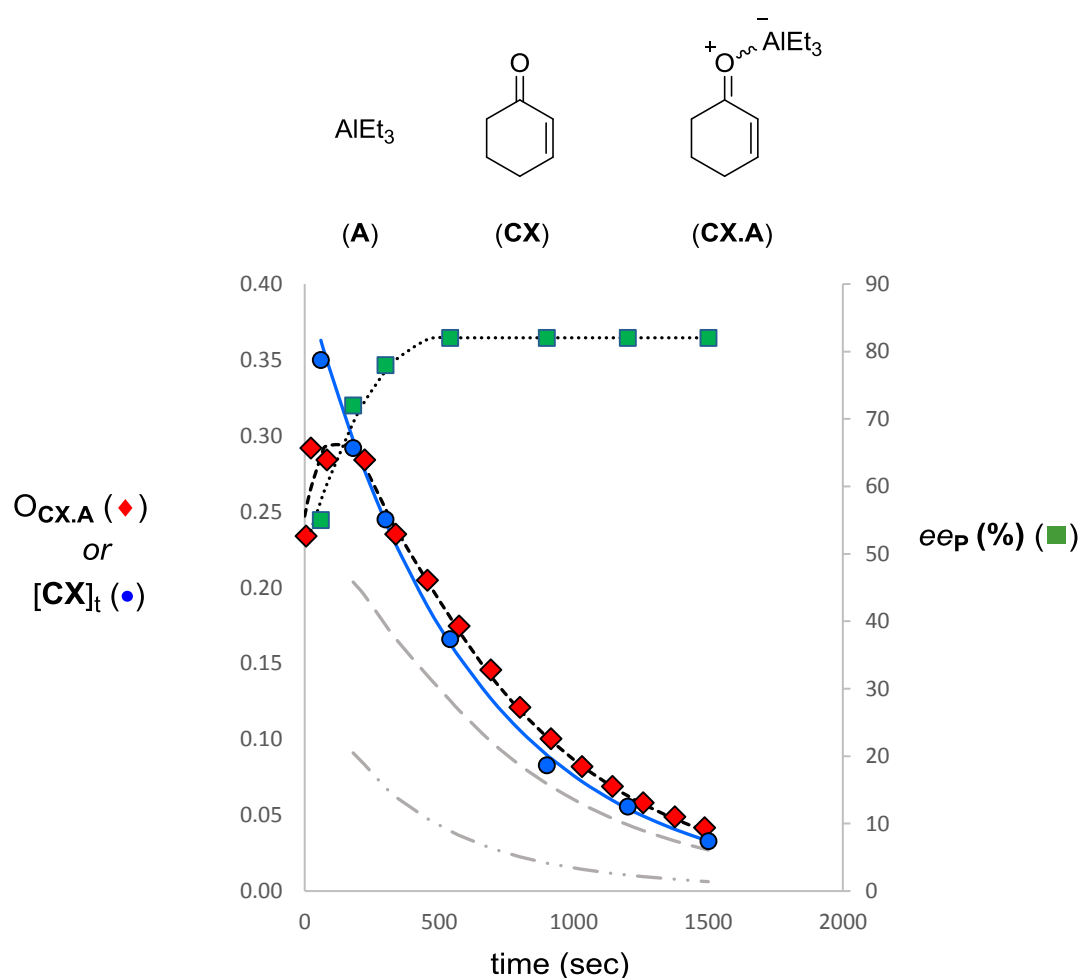 −
+
O AlEt3
O
AlEt3
(A) (CX) (CX.A)
0.40 90
0.35 80
0.30 70
0.25 60
0.20 50
0.15 40
0.10 30
0.05 20
0.00 10
0
OCX.A (♦)
or
[CX]t (●)
eeP (%) (■)
0 500 1000 1500 2000
time (sec)